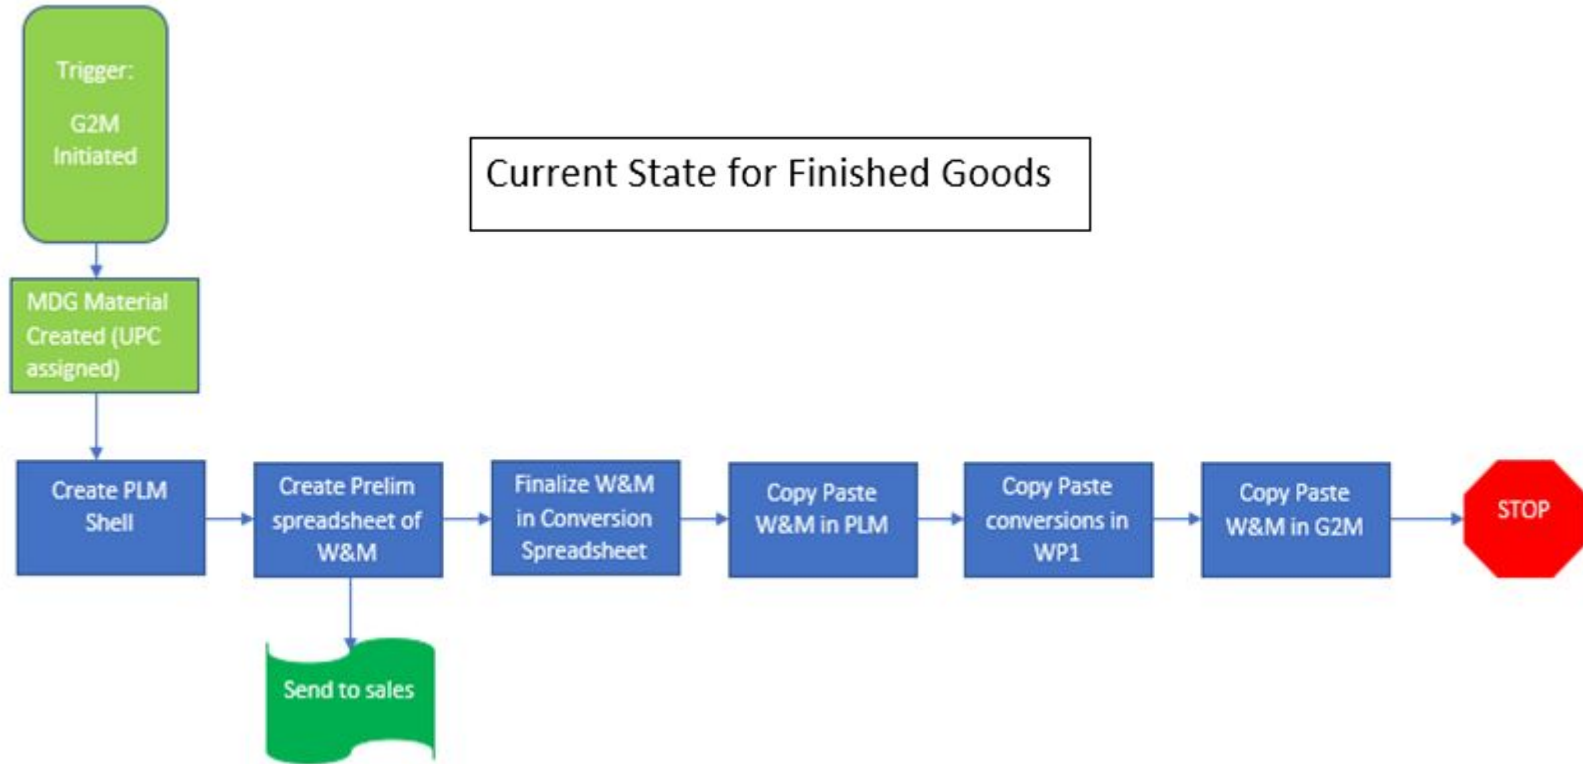 Trigger:
G2M
Initiated
Current State for Finished Goods
MDG Material
Created (UPC
assigned)
Create PLM
Shell
Create Prelim
spreadsheet of
W&M
Finalize W&M
in Conversion
Spreadsheet
Copy Paste
W&M in PLM
Copy Paste
conversions in
WP1
Copy Paste
W&M in G2M
STOP
Send to sales